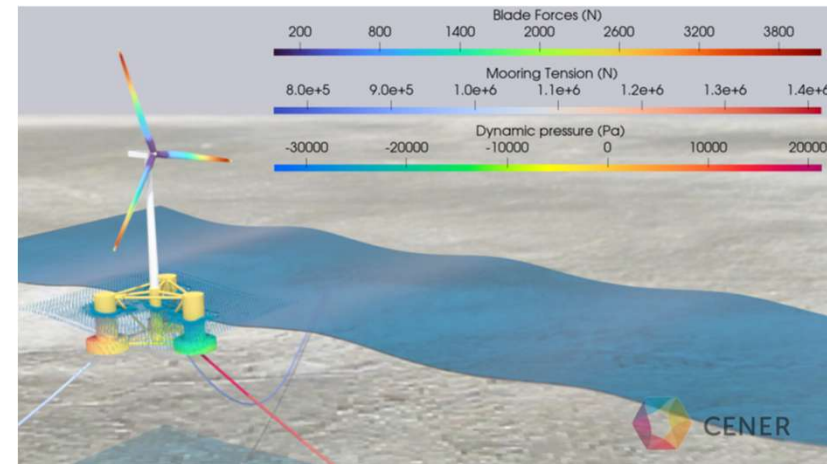 Blade Forces (N)
200 800 1400 2000 2600 3200 3800
Mooring Tension (N)
8.0e+5 9.0e+5 1.0e+6 1.1e+6 1.2e+6 1.3e+6 1.4e+6
Dynamic pressure (Pa)
-30000 -20000 -10000 0 10000 20000
CENER